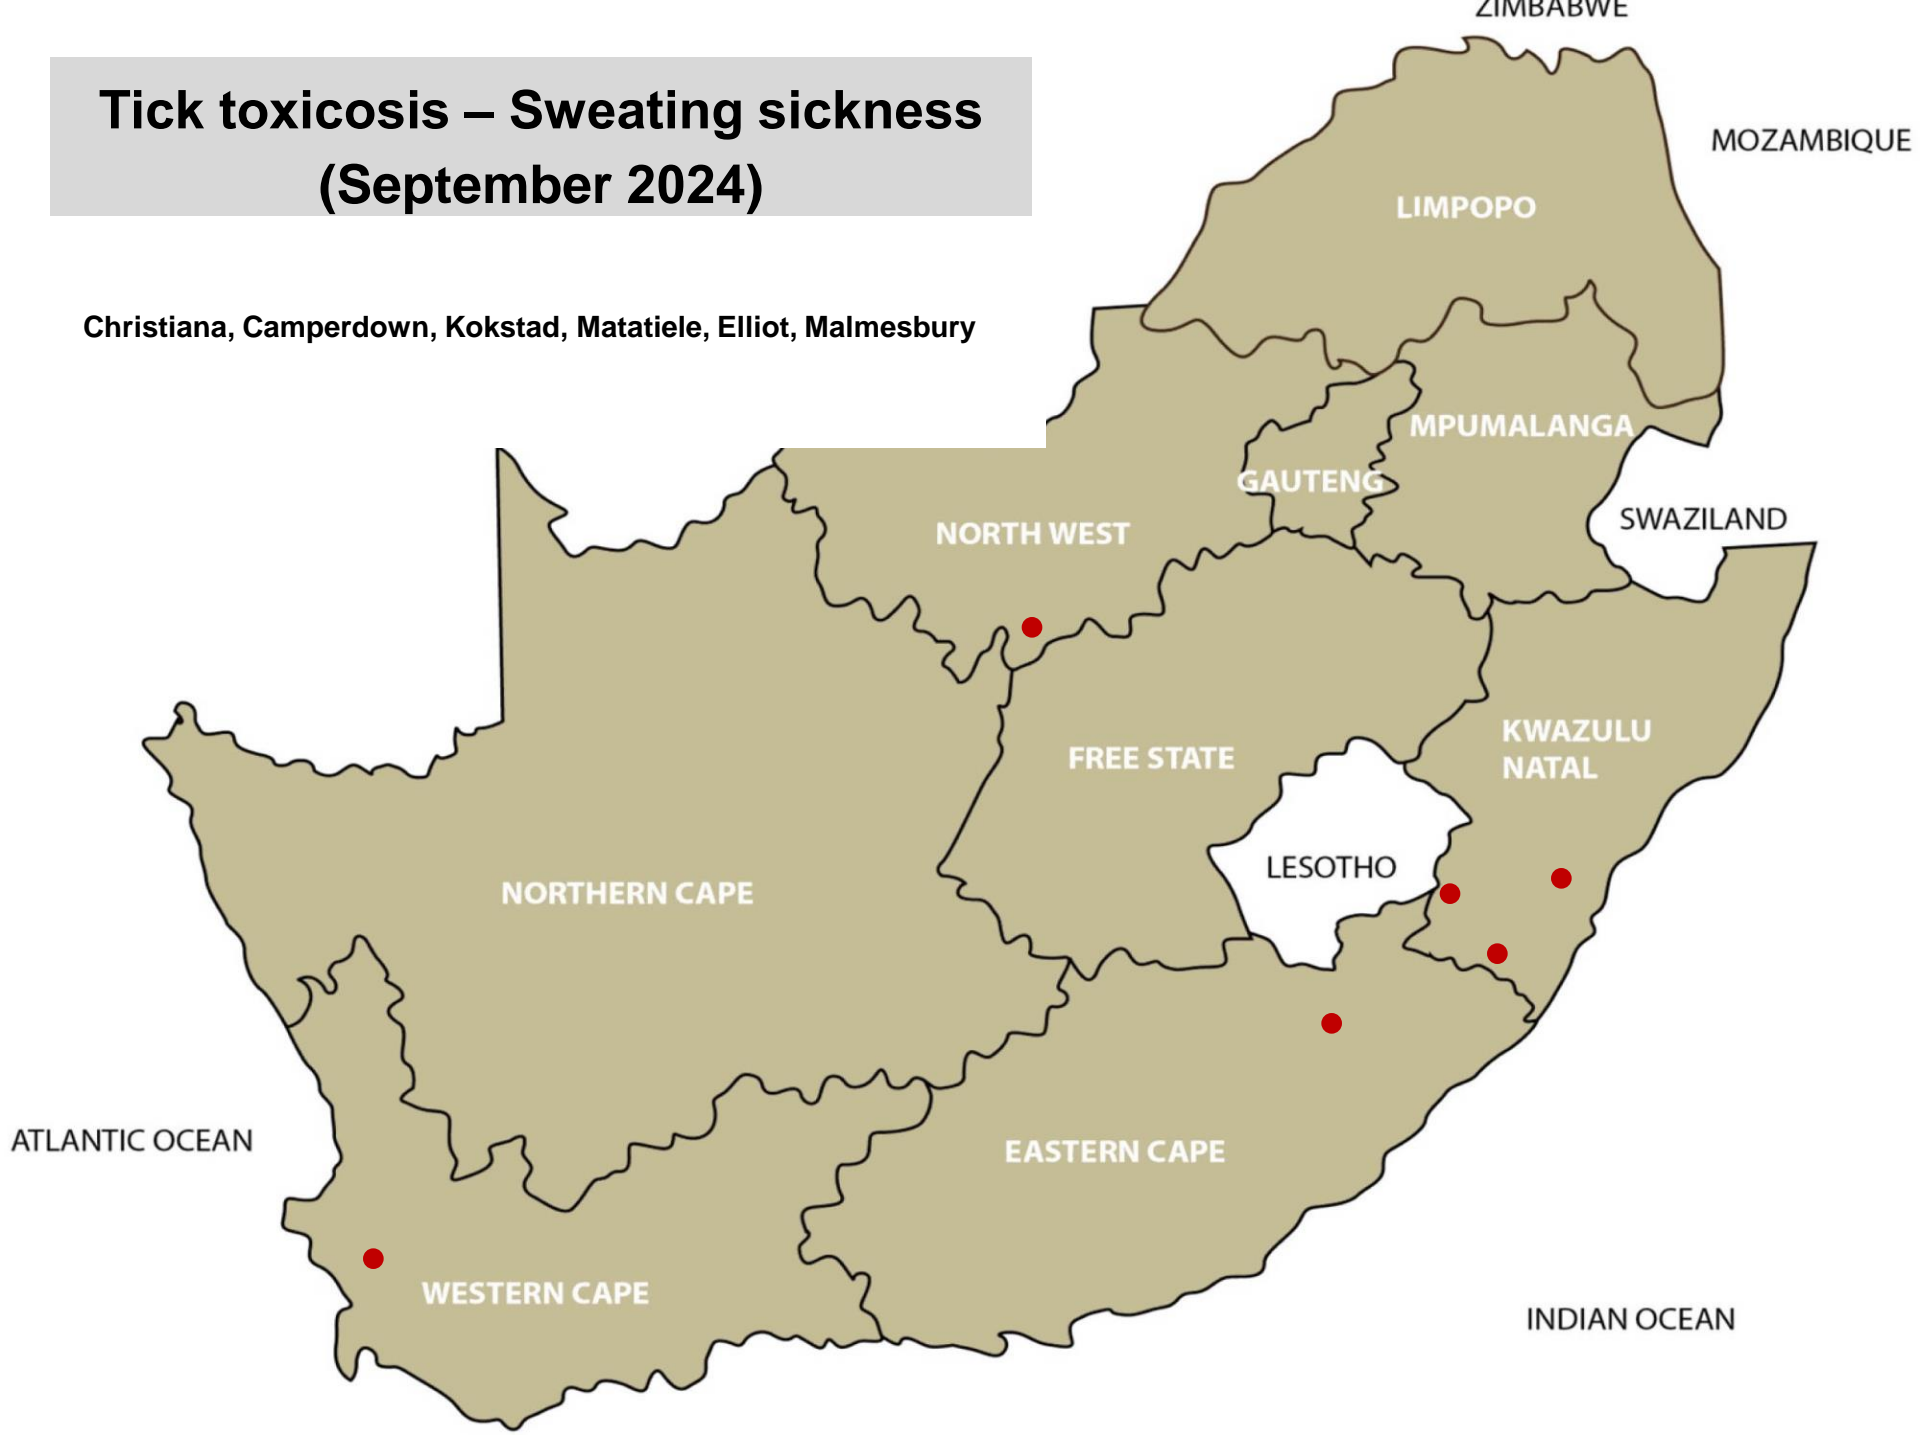 ZIMBABWE
Tick toxicosis – Sweating sickness
(September 2024)
MOZAMBIQUE
LIMPOPO
Christiana, Camperdown, Kokstad, Matatiele, Elliot, Malmesbury
MPUMALANGA
GAUTENG
SWAZILAND
NORTH WEST
KWAZULU
NATAL
FREE STATE
LESOTHO
NORTHERN CAPE
ATLANTIC OCEAN
EASTERN CAPE
WESTERN CAPE
INDIAN OCEAN